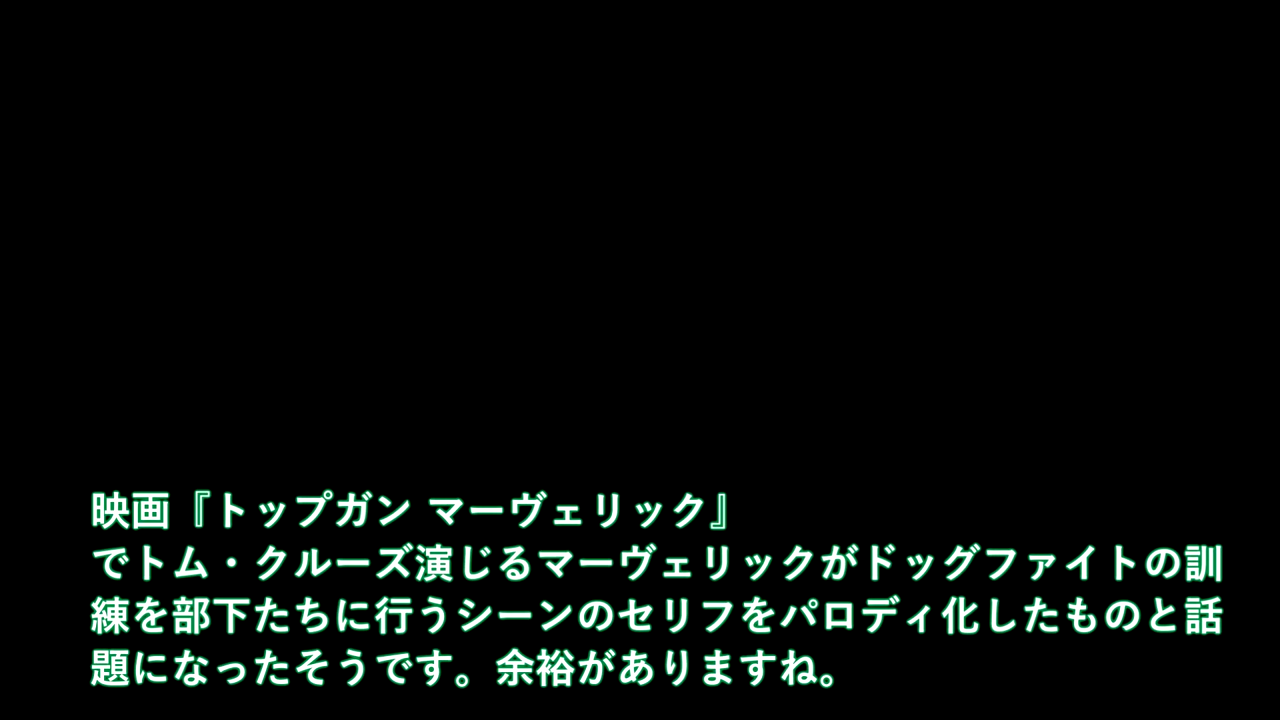 映画『トップガン マーヴェリック』
でトム・クルーズ演じるマーヴェリックがドッグファイトの訓
練を部下たちに行うシーンのセリフをパロディ化したものと話
題になったそうです。余裕がありますね。